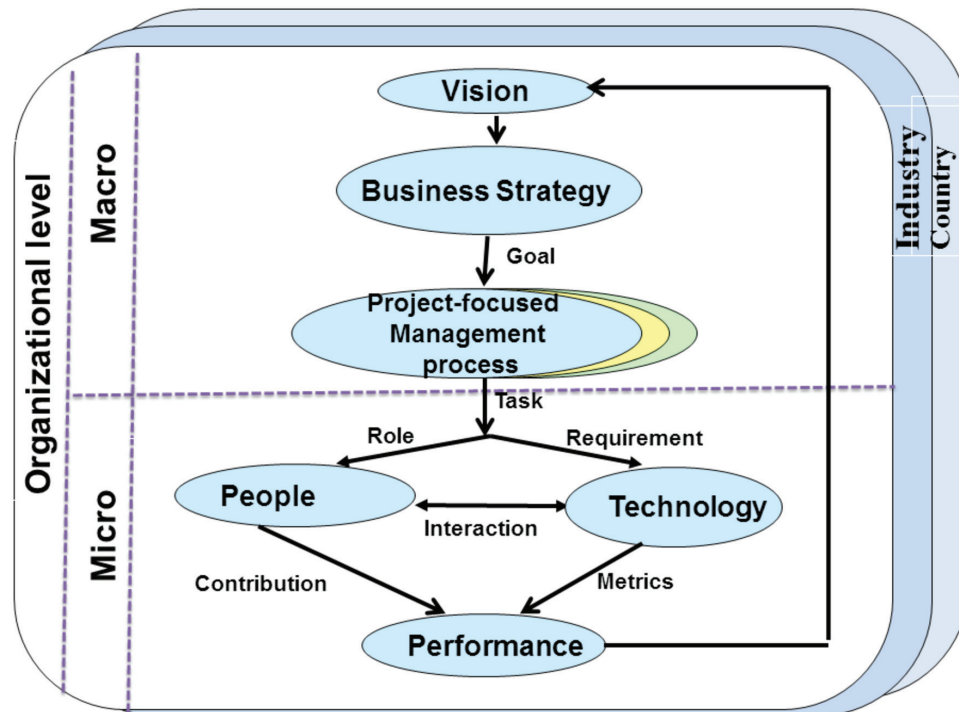 Organizational level
Macro
Micro
Vision
Business Strategy
Goal
Project-focused
Management
process
Task
Role
Requirement
People
Technology
Interaction
Contribution
Metrics
Performance
Industry
Country